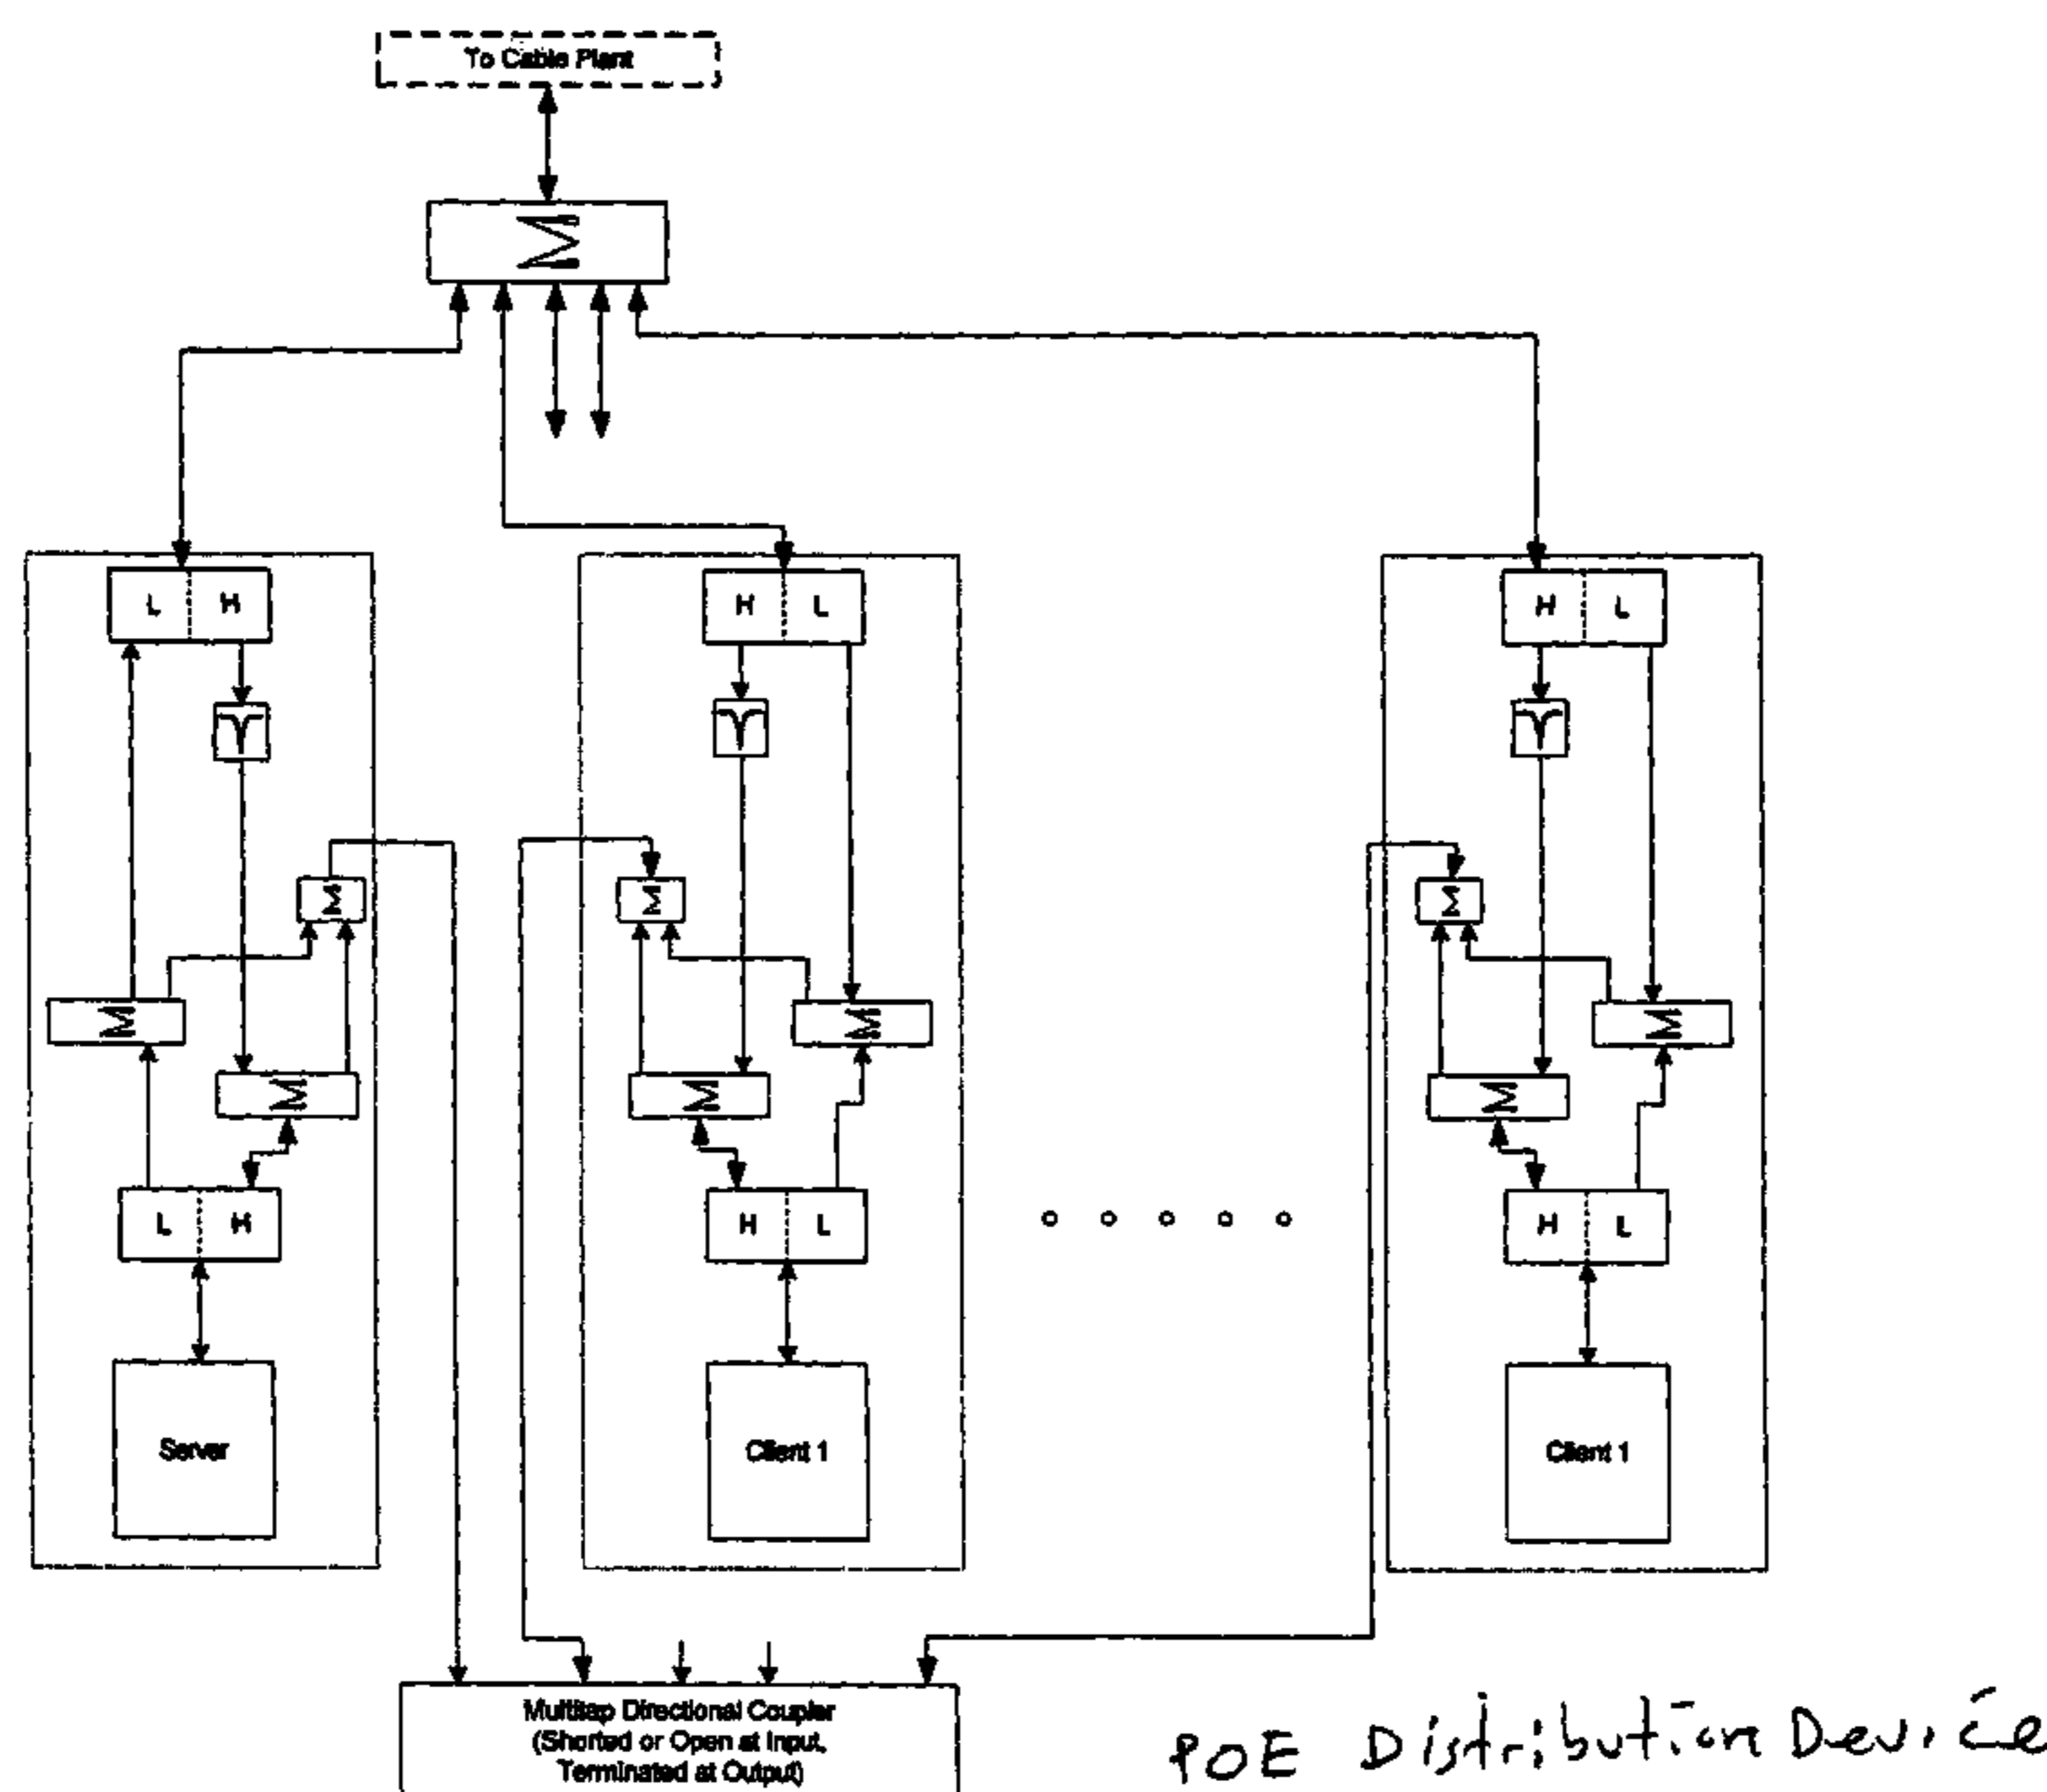 To Cable Plant
Σ
L H
H L
H L
Σ
Σ
Σ
Σ
Σ
Σ
Σ
Σ
Σ
L H
H L
H L
Server
Client 1
Client 1
Multitap Directional Coupler
(Shorted or Open at Input,
Terminated at Output)
POE Distribution Device